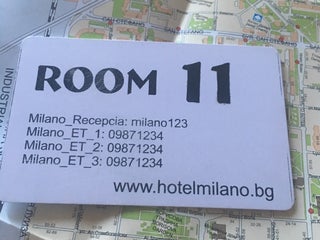 ROOM 11
Milano_Recepcia: milano123
Milano_ET_1: 09871234
Milano_ET_2: 09871234
Milano_ET_3: 09871234
www.hotelmilano.bg